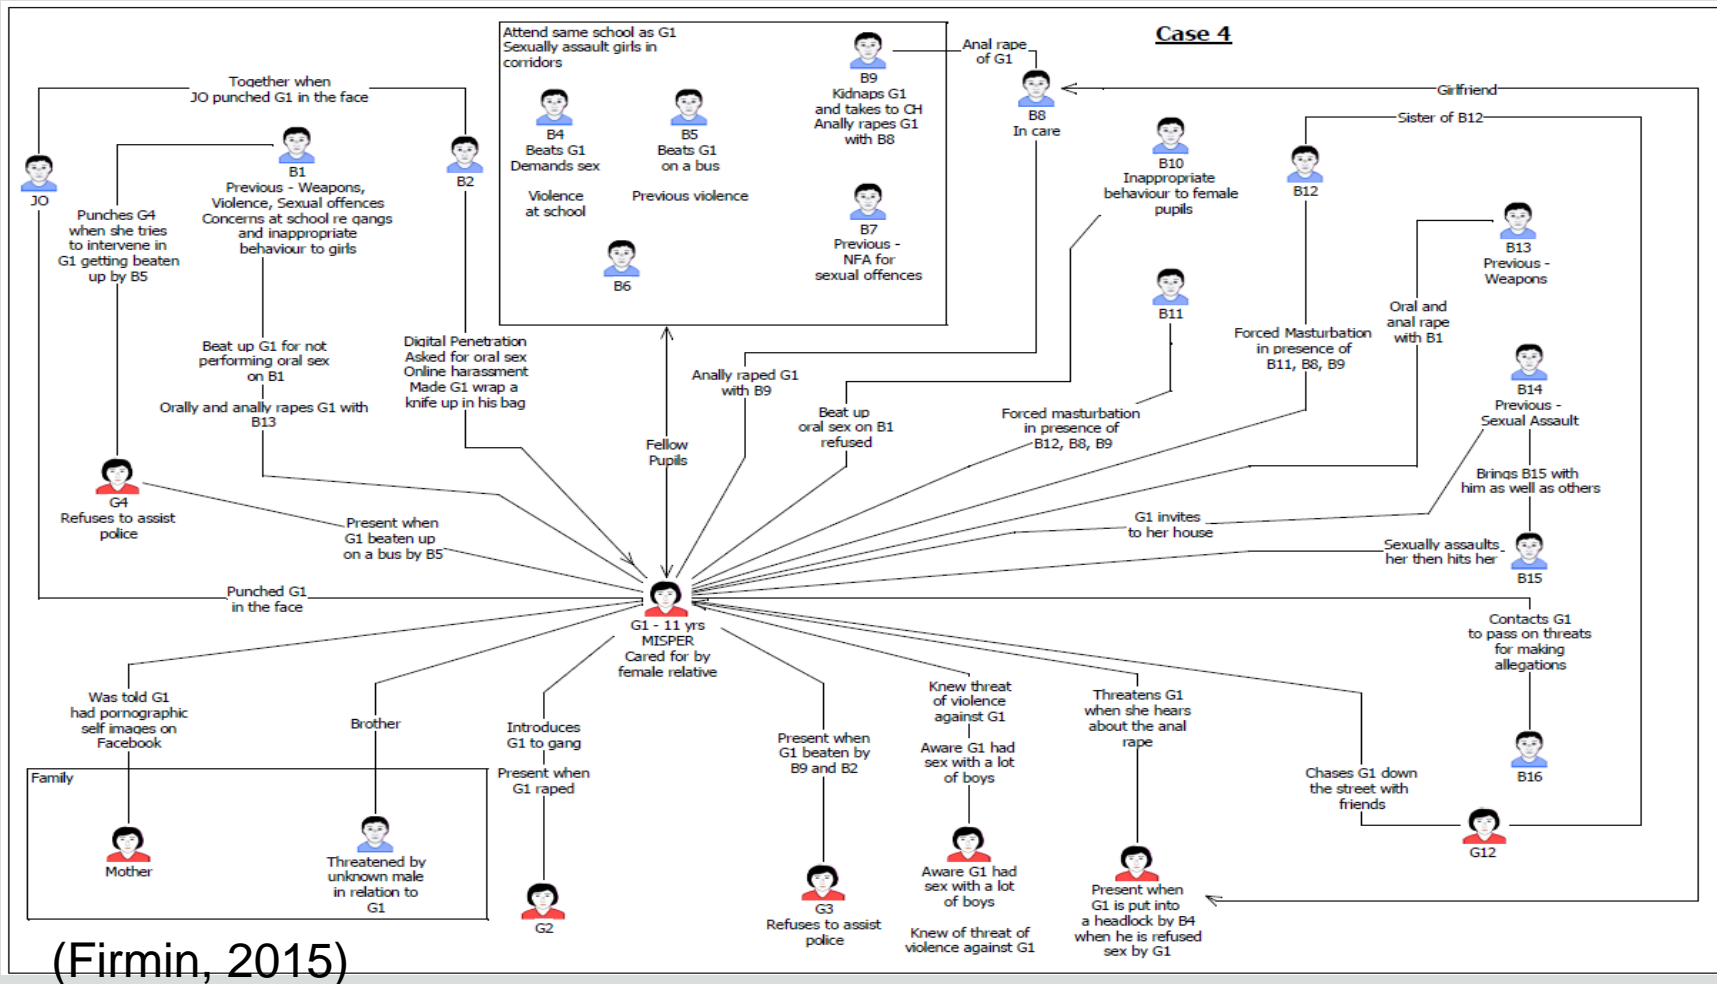 Case 4
Attend same school as G1
Sexually assault girls in
corridors
B9
Kidnaps G1
and takes to CH
Anally rapes G1
with B8
B4
Beats G1
Demands sex
Violence
at school
B5
Beats G1
on a bus
Previous violence
B7
Previous -
NFA for
sexual offences
B6
Anal rape
of G1
B8
In care
Girlfriend
Sister of B12
Together when
JO punched G1 in the face
JO
B1
Previous - Weapons,
Violence, Sexual offences
Concerns at school re gangs
and inappropriate
behaviour to girls
B2
Punches G4
when she tries
to intervene in
G1 getting beaten
up by B5
B10
Inappropriate
behaviour to female
pupils
B12
B13
Previous -
Weapons
B11
Beat up G1 for not
performing oral sex
on B1
Orally and anally rapes G1 with
B13
Digital Penetration
Asked for oral sex
Online harassment
Made G1 wrap a
knife up in his bag
Fellow
Pupils
Anally raped G1
with B9
Beat up
oral sex on B1
refused
Forced masturbation
in presence of
B12, B8, B9
Forced Masturbation
in presence of
B11, B8, B9
Oral and
anal rape
with B1
B14
Previous -
Sexual Assault
Brings B15 with
him as well as others
G1 invites
to her house
Sexually assaults
her then hits her
B15
G4
Refuses to assist
police
Present when
G1 beaten up
on a bus by B5
Punched G1
in the face
G1 - 11 yrs
MISPER
Cared for by
female relative
Contacts G1
to pass on threats
for making
allegations
B16
Was told G1
had pornographic
self images on
Facebook
Brother
Introduces
G1 to gang
Present when
G1 raped
Present when
G1 beaten by
B9 and B2
Knew threat
of violence
against G1
Aware G1 had
sex with a lot
of boys
Threatens G1
when she hears
about the anal
rape
Chases G1 down
the street with
friends
G12
Family
Mother
Threatened by
unknown male
in relation to
G1
G2
G3
Refuses to assist
police
Aware G1 had
sex with a lot
of boys
Knew of threat of
violence against G1
Present when
G1 is put into
a headlock by B4
when he is refused
sex by G1
(Firmin, 2015)